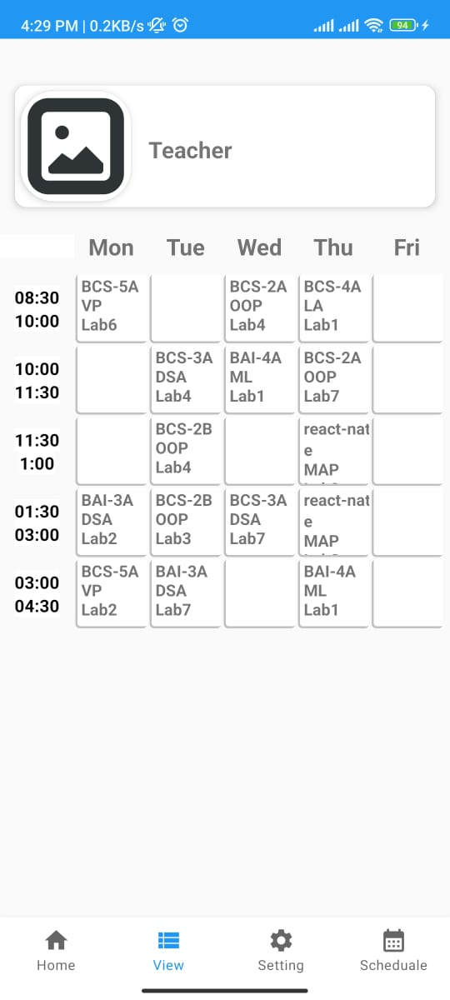 4:29 PM | 0.2KB/s
94
Teacher
Mon Tue Wed Thu Fri
08:30
10:00
BCS-5A
VP
Lab6
BCS-2A
OOP
Lab4
BCS-4A
LA
Lab1
10:00
11:30
BCS-3A
DSA
Lab4
BAI-4A
ML
Lab1
BCS-2A
OOP
Lab7
11:30
1:00
BCS-2B
OOP
Lab4
react-nat
e
MAP
01:30
03:00
BAI-3A
DSA
Lab2
BCS-2B
OOP
Lab3
BCS-3A
DSA
Lab7
react-nat
e
MAP
03:00
04:30
BCS-5A
VP
Lab2
BAI-3A
DSA
Lab7
BAI-4A
ML
Lab1
Home View Setting Scheduale